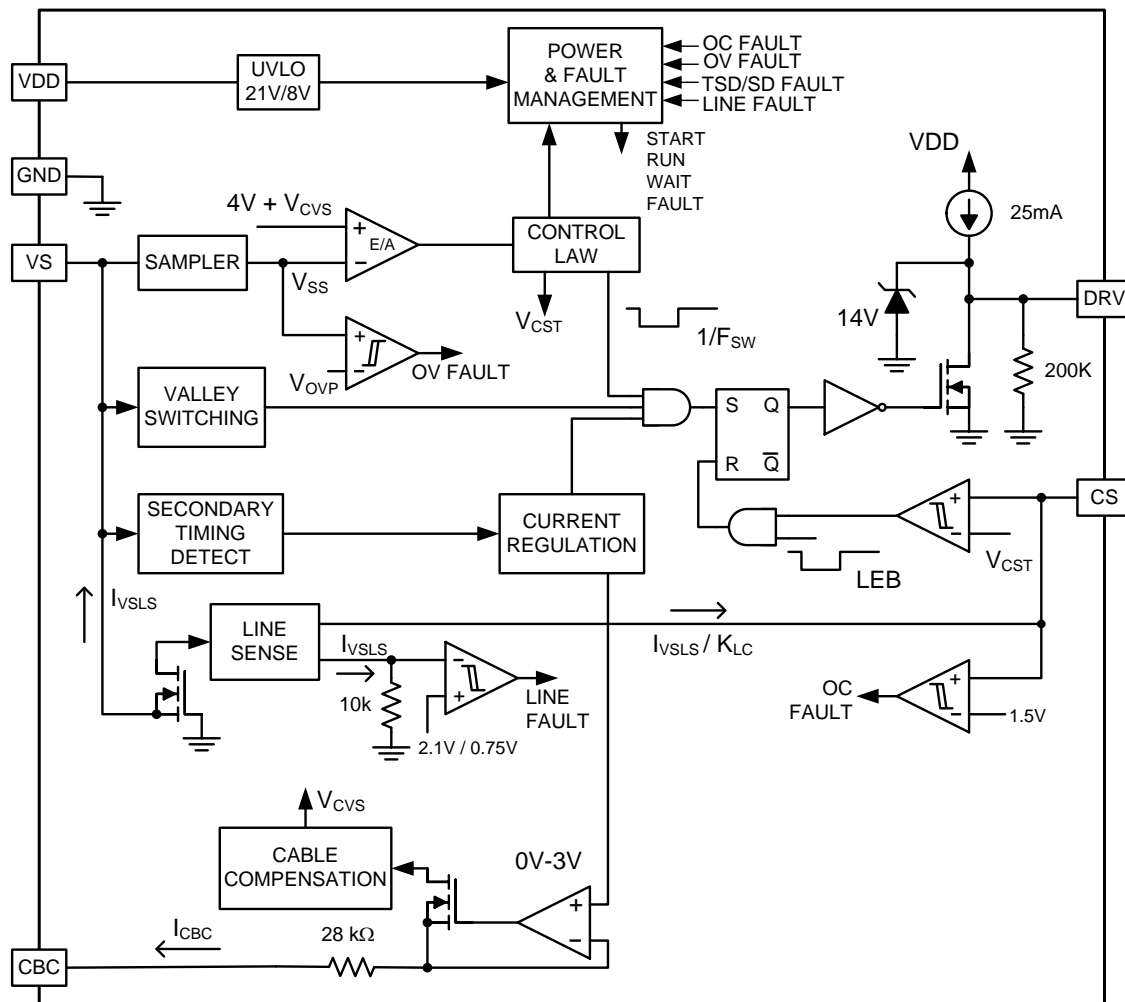 VDD
UVLO
21V/8V
POWER
& FAULT
MANAGEMENT
OC FAULT
OV FAULT
TSD/SD FAULT
LINE FAULT
START
RUN
WAIT
FAULT
GND
VS
SAMPLER
4V + VCVS
+
E/A
−
VSS
CONTROL
LAW
VCST
1/FSW
+
−
VOVP
OV FAULT
VDD
25mA
14V
DRV
200K
VALLEY
SWITCHING
S
Q
R
Q
SECONDARY
TIMING
DETECT
CURRENT
REGULATION
LEB
+
−
VCST
CS
IVSLS
LINE
SENSE
IVSLS
10k
−
+
2.1V / 0.75V
LINE
FAULT
IVSLS / KLC
OC
FAULT
+
−
1.5V
VCVS
CABLE
COMPENSATION
0V-3V
+
−
ICBC
28 kΩ
CBC